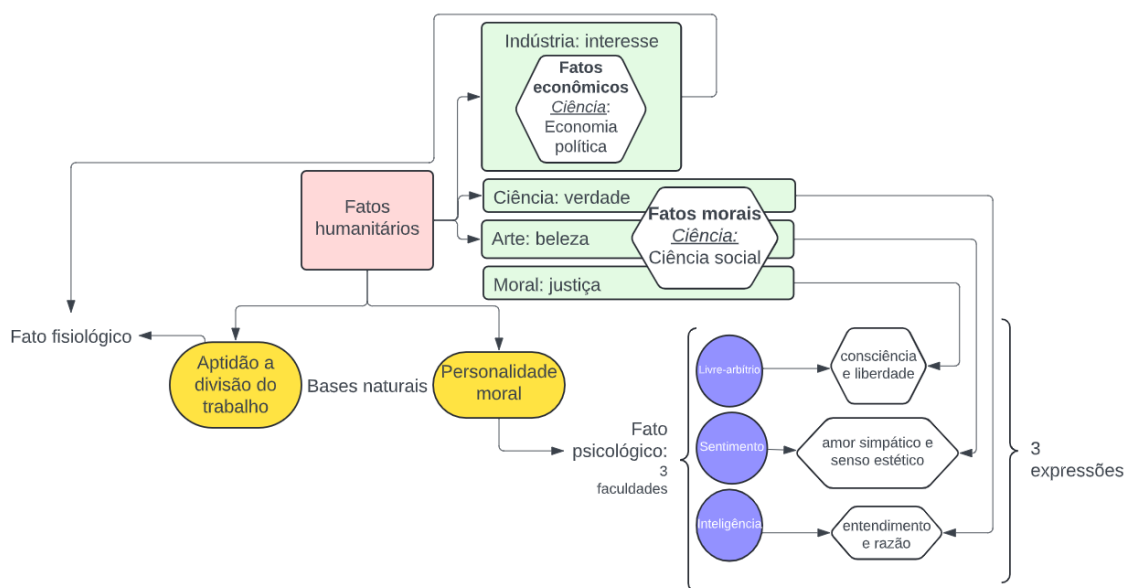 Indústria: interesse
Fatos
econômicos
Ciência:
Economia
política
Fatos
humanitários
Ciência: verdade
Arte: beleza
Moral: justiça
Fatos morais
Ciência:
Ciência social
Fato fisiológico
Aptidão a
divisão do
trabalho
Bases naturais
Personalidade
moral
Fato
psicológico:
3
faculdades
Livre-arbítrio
consciência
e liberdade
Sentimento
amor simpático e
senso estético
Inteligência
entendimento
e razão
3
expressões